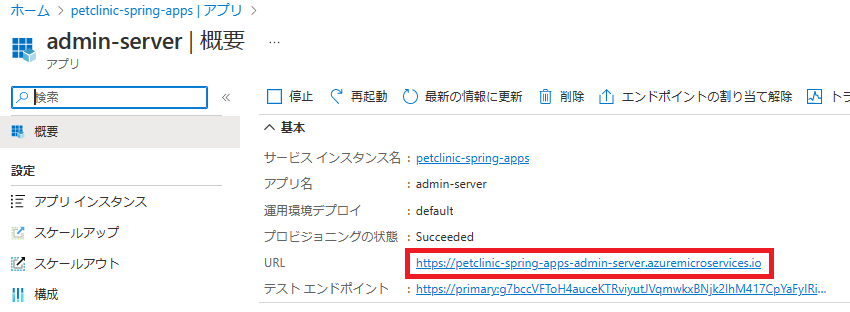 ホーム > petclinic-spring-apps | アプリ >
admin-server | 概要 ...
アプリ
検索 «
停止 再起動 最新の情報に更新 削除 エンドポイントの割り当て解除 トラ
概要
基本
サービス インスタンス名 : petclinic-spring-apps
設定
アプリ名 : admin-server
アプリ インスタンス
運用環境デプロイ : default
スケールアップ
プロビジョニングの状態 : Succeeded
スケールアウト
URL : https://petclinic-spring-apps-admin-server.azuremicroservices.io
構成
テスト エンドポイント :